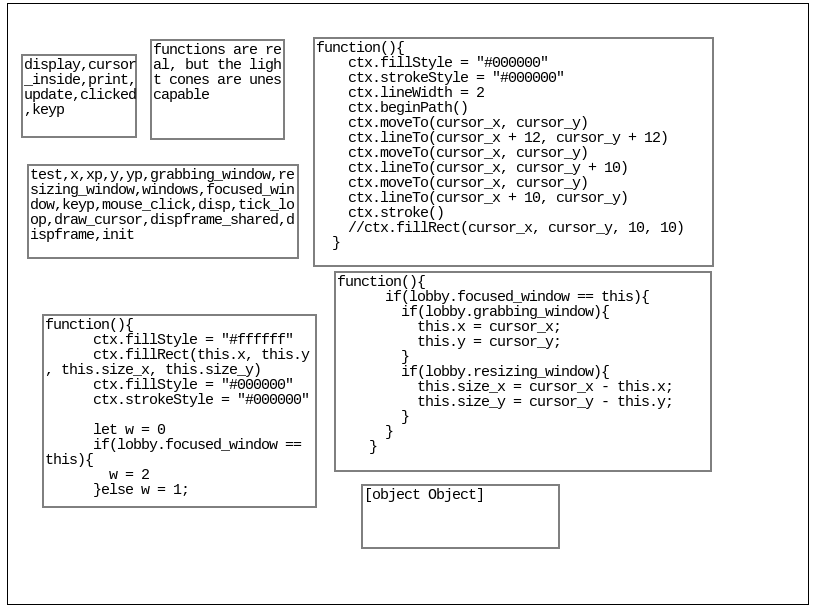 display,cursor
_inside,print,
update,clicked
,keyp
functions are re
al, but the ligh
t cones are unes
capable
function(){
    ctx.fillStyle = "#000000"
    ctx.strokeStyle = "#000000"
    ctx.lineWidth = 2
    ctx.beginPath()
    ctx.moveTo(cursor_x, cursor_y)
    ctx.lineTo(cursor_x + 12, cursor_y + 12)
    ctx.moveTo(cursor_x, cursor_y)
    ctx.lineTo(cursor_x, cursor_y + 10)
    ctx.moveTo(cursor_x, cursor_y)
    ctx.lineTo(cursor_x + 10, cursor_y)
    ctx.stroke()
    //ctx.fillRect(cursor_x, cursor_y, 10, 10)
  }
test,x,xp,y,yp,grabbing_window,re
sizing_window,windows,focused_win
dow,keyp,mouse_click,disp,tick_lo
op,draw_cursor,dispframe_shared,d
ispframe,init
function(){
      if(lobby.focused_window == this){
        if(lobby.grabbing_window){
          this.x = cursor_x;
          this.y = cursor_y;
        }
        if(lobby.resizing_window){
          this.size_x = cursor_x - this.x;
          this.size_y = cursor_y - this.y;
        }
      }
    }
function(){
      ctx.fillStyle = "#ffffff"
      ctx.fillRect(this.x, this.y
, this.size_x, this.size_y)
      ctx.fillStyle = "#000000"
      ctx.strokeStyle = "#000000"

      let w = 0
      if(lobby.focused_window ==
this){
        w = 2
      }else w = 1;
[object Object]